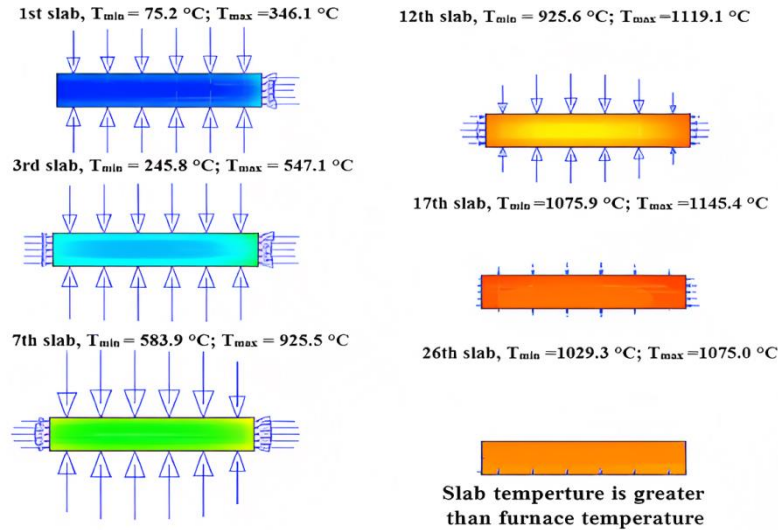 1st slab, Tmin = 75.2 °C; Tmax =346.1 °C
3rd slab, Tmin = 245.8 °C; Tmax = 547.1 °C
7th slab, Tmin = 583.9 °C; Tmax = 925.5 °C
12th slab, Tmin = 925.6 °C; Tmax= 1119.1 °C
17th slab, Tmin =1075.9 °C; Tmax =1145.4 °C
26th slab, Tmin =1029.3 °C; Tmax =1075.0 °C
Slab temperture is greater
than furnace temperature